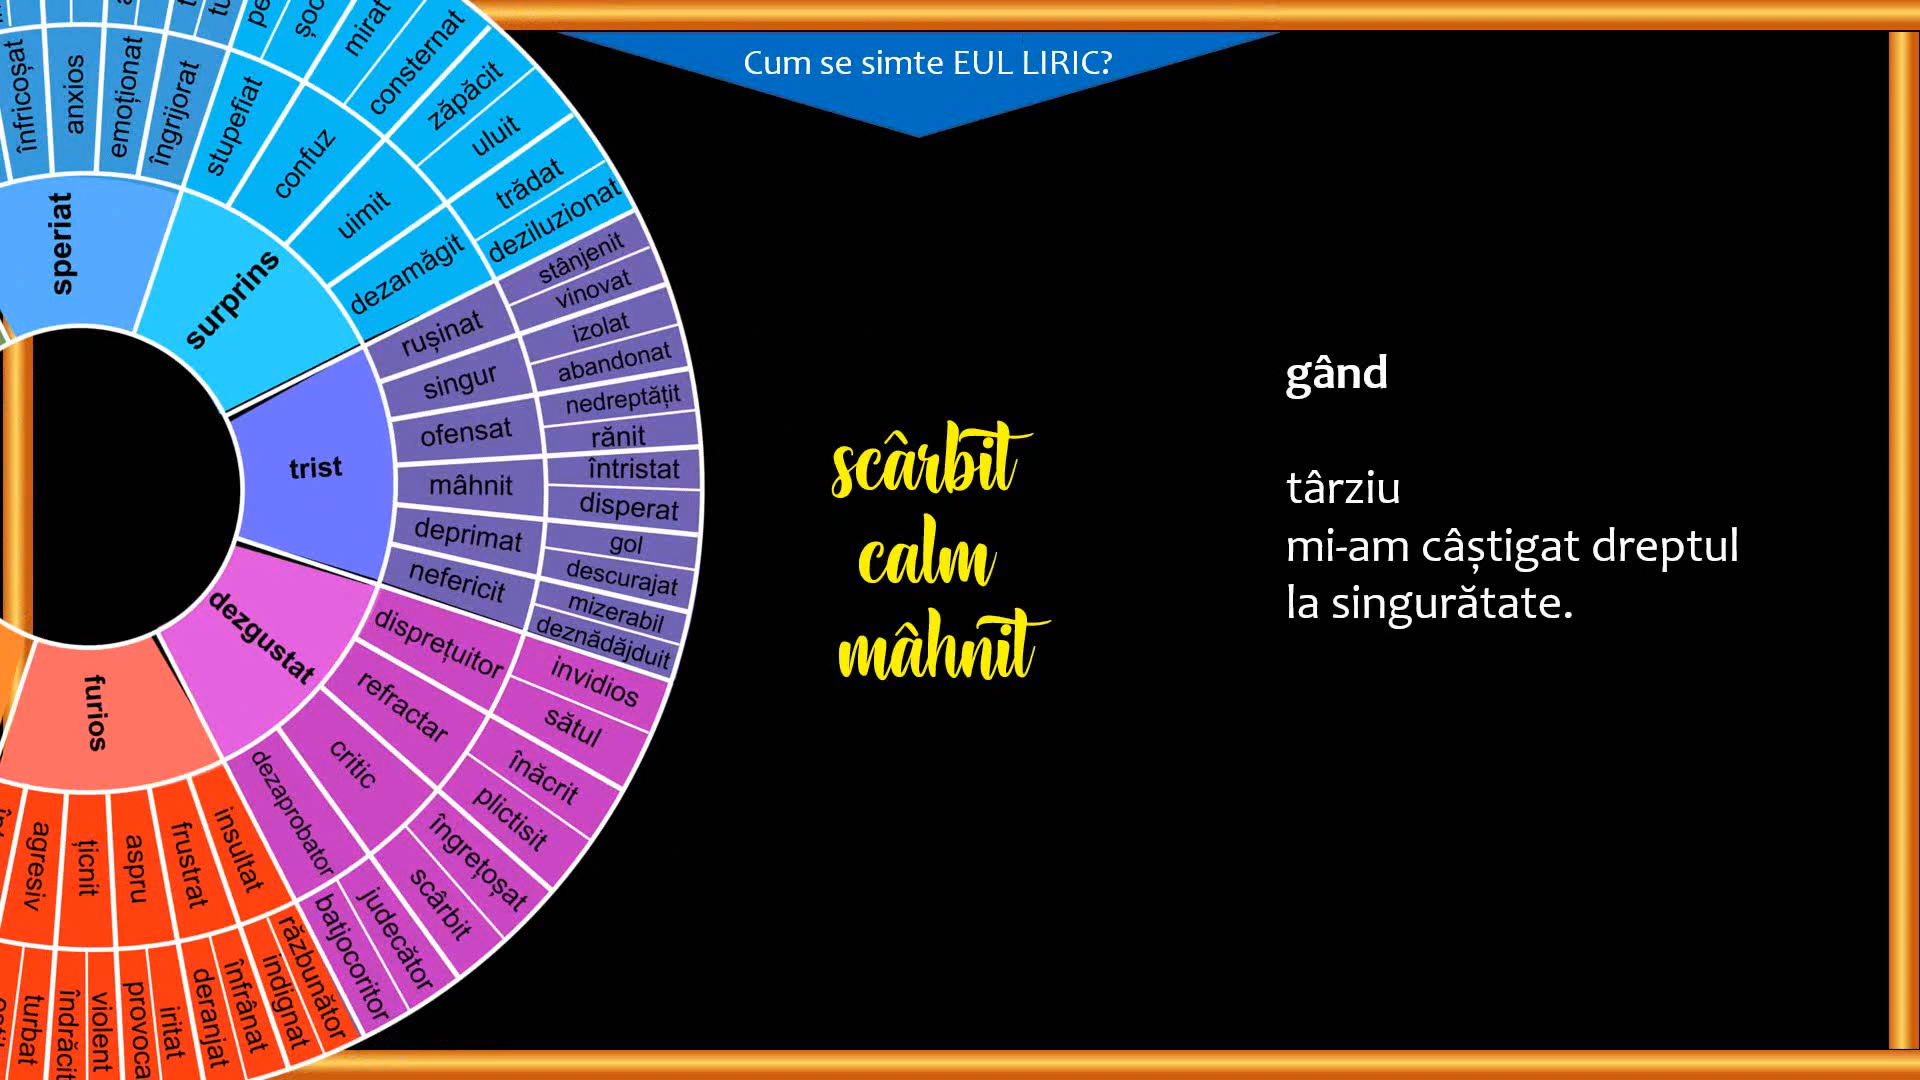 Cum se simte EUL LIRIC?
mirat
consternat
zăpăcit
uluit
trădat
deziluzionat
stânjenit
vinovat
izolat
abandonat
nedreptățit
rănit
întristat
disperat
gol
descurajat
mizerabil
deznădăjduit
invidios
sătul
înăcrit
plictisit
îngrețoșat
scârbit
judecător
batjocoritor
răzbunător
indignat
înfrânat
deranjat
iritat
violent
turbat
înfricoșat
anxios
emoționat
îngrijorat
stupefiat
confuz
uimit
dezamăgit
rușinat
singur
ofensat
mâhnit
deprimat
nefericit
disprețuitor
refractar
critic
dezaprobator
insultat
frustrat
aspru
țicnit
agresiv
speriat
surprins
trist
dezgustat
furios
scârbit
calm
mâhnit
gând
târziu
mi-am câștigat dreptul
la singurătate.